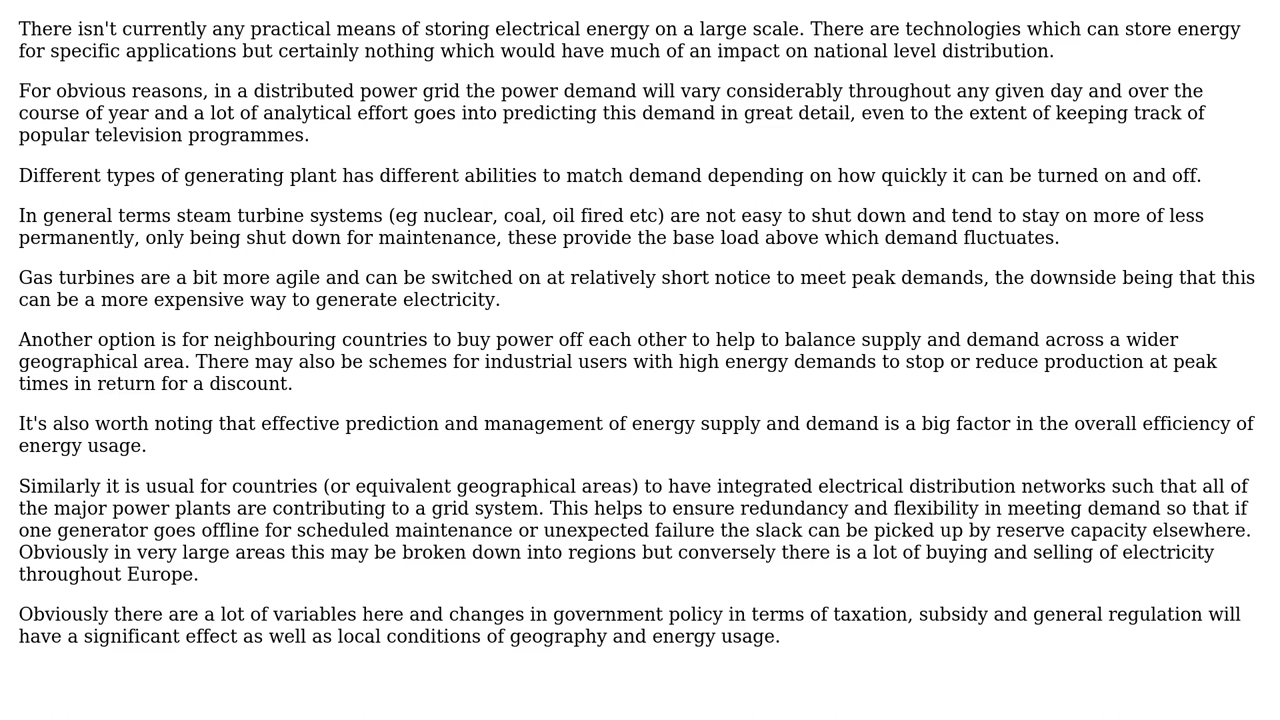 There isn't currently any practical means of storing electrical energy on a large scale. There are technologies which can store energy
for specific applications but certainly nothing which would have much of an impact on national level distribution.
For obvious reasons, in a distributed power grid the power demand will vary considerably throughout any given day and over the
course of year and a lot of analytical effort goes into predicting this demand in great detail, even to the extent of keeping track of
popular television programmes.
Different types of generating plant has different abilities to match demand depending on how quickly it can be turned on and off.
In general terms steam turbine systems (eg nuclear, coal, oil fired etc) are not easy to shut down and tend to stay on more of less
permanently, only being shut down for maintenance, these provide the base load above which demand fluctuates.
Gas turbines are a bit more agile and can be switched on at relatively short notice to meet peak demands, the downside being that this
can be a more expensive way to generate electricity.
Another option is for neighbouring countries to buy power off each other to help to balance supply and demand across a wider
geographical area. There may also be schemes for industrial users with high energy demands to stop or reduce production at peak
times in return for a discount.
It's also worth noting that effective prediction and management of energy supply and demand is a big factor in the overall efficiency of
energy usage.
Similarly it is usual for countries (or equivalent geographical areas) to have integrated electrical distribution networks such that all of
the major power plants are contributing to a grid system. This helps to ensure redundancy and flexibility in meeting demand so that if
one generator goes offline for scheduled maintenance or unexpected failure the slack can be picked up by reserve capacity elsewhere.
Obviously in very large areas this may be broken down into regions but conversely there is a lot of buying and selling of electricity
throughout Europe.
Obviously there are a lot of variables here and changes in government policy in terms of taxation, subsidy and general regulation will
have a significant effect as well as local conditions of geography and energy usage.